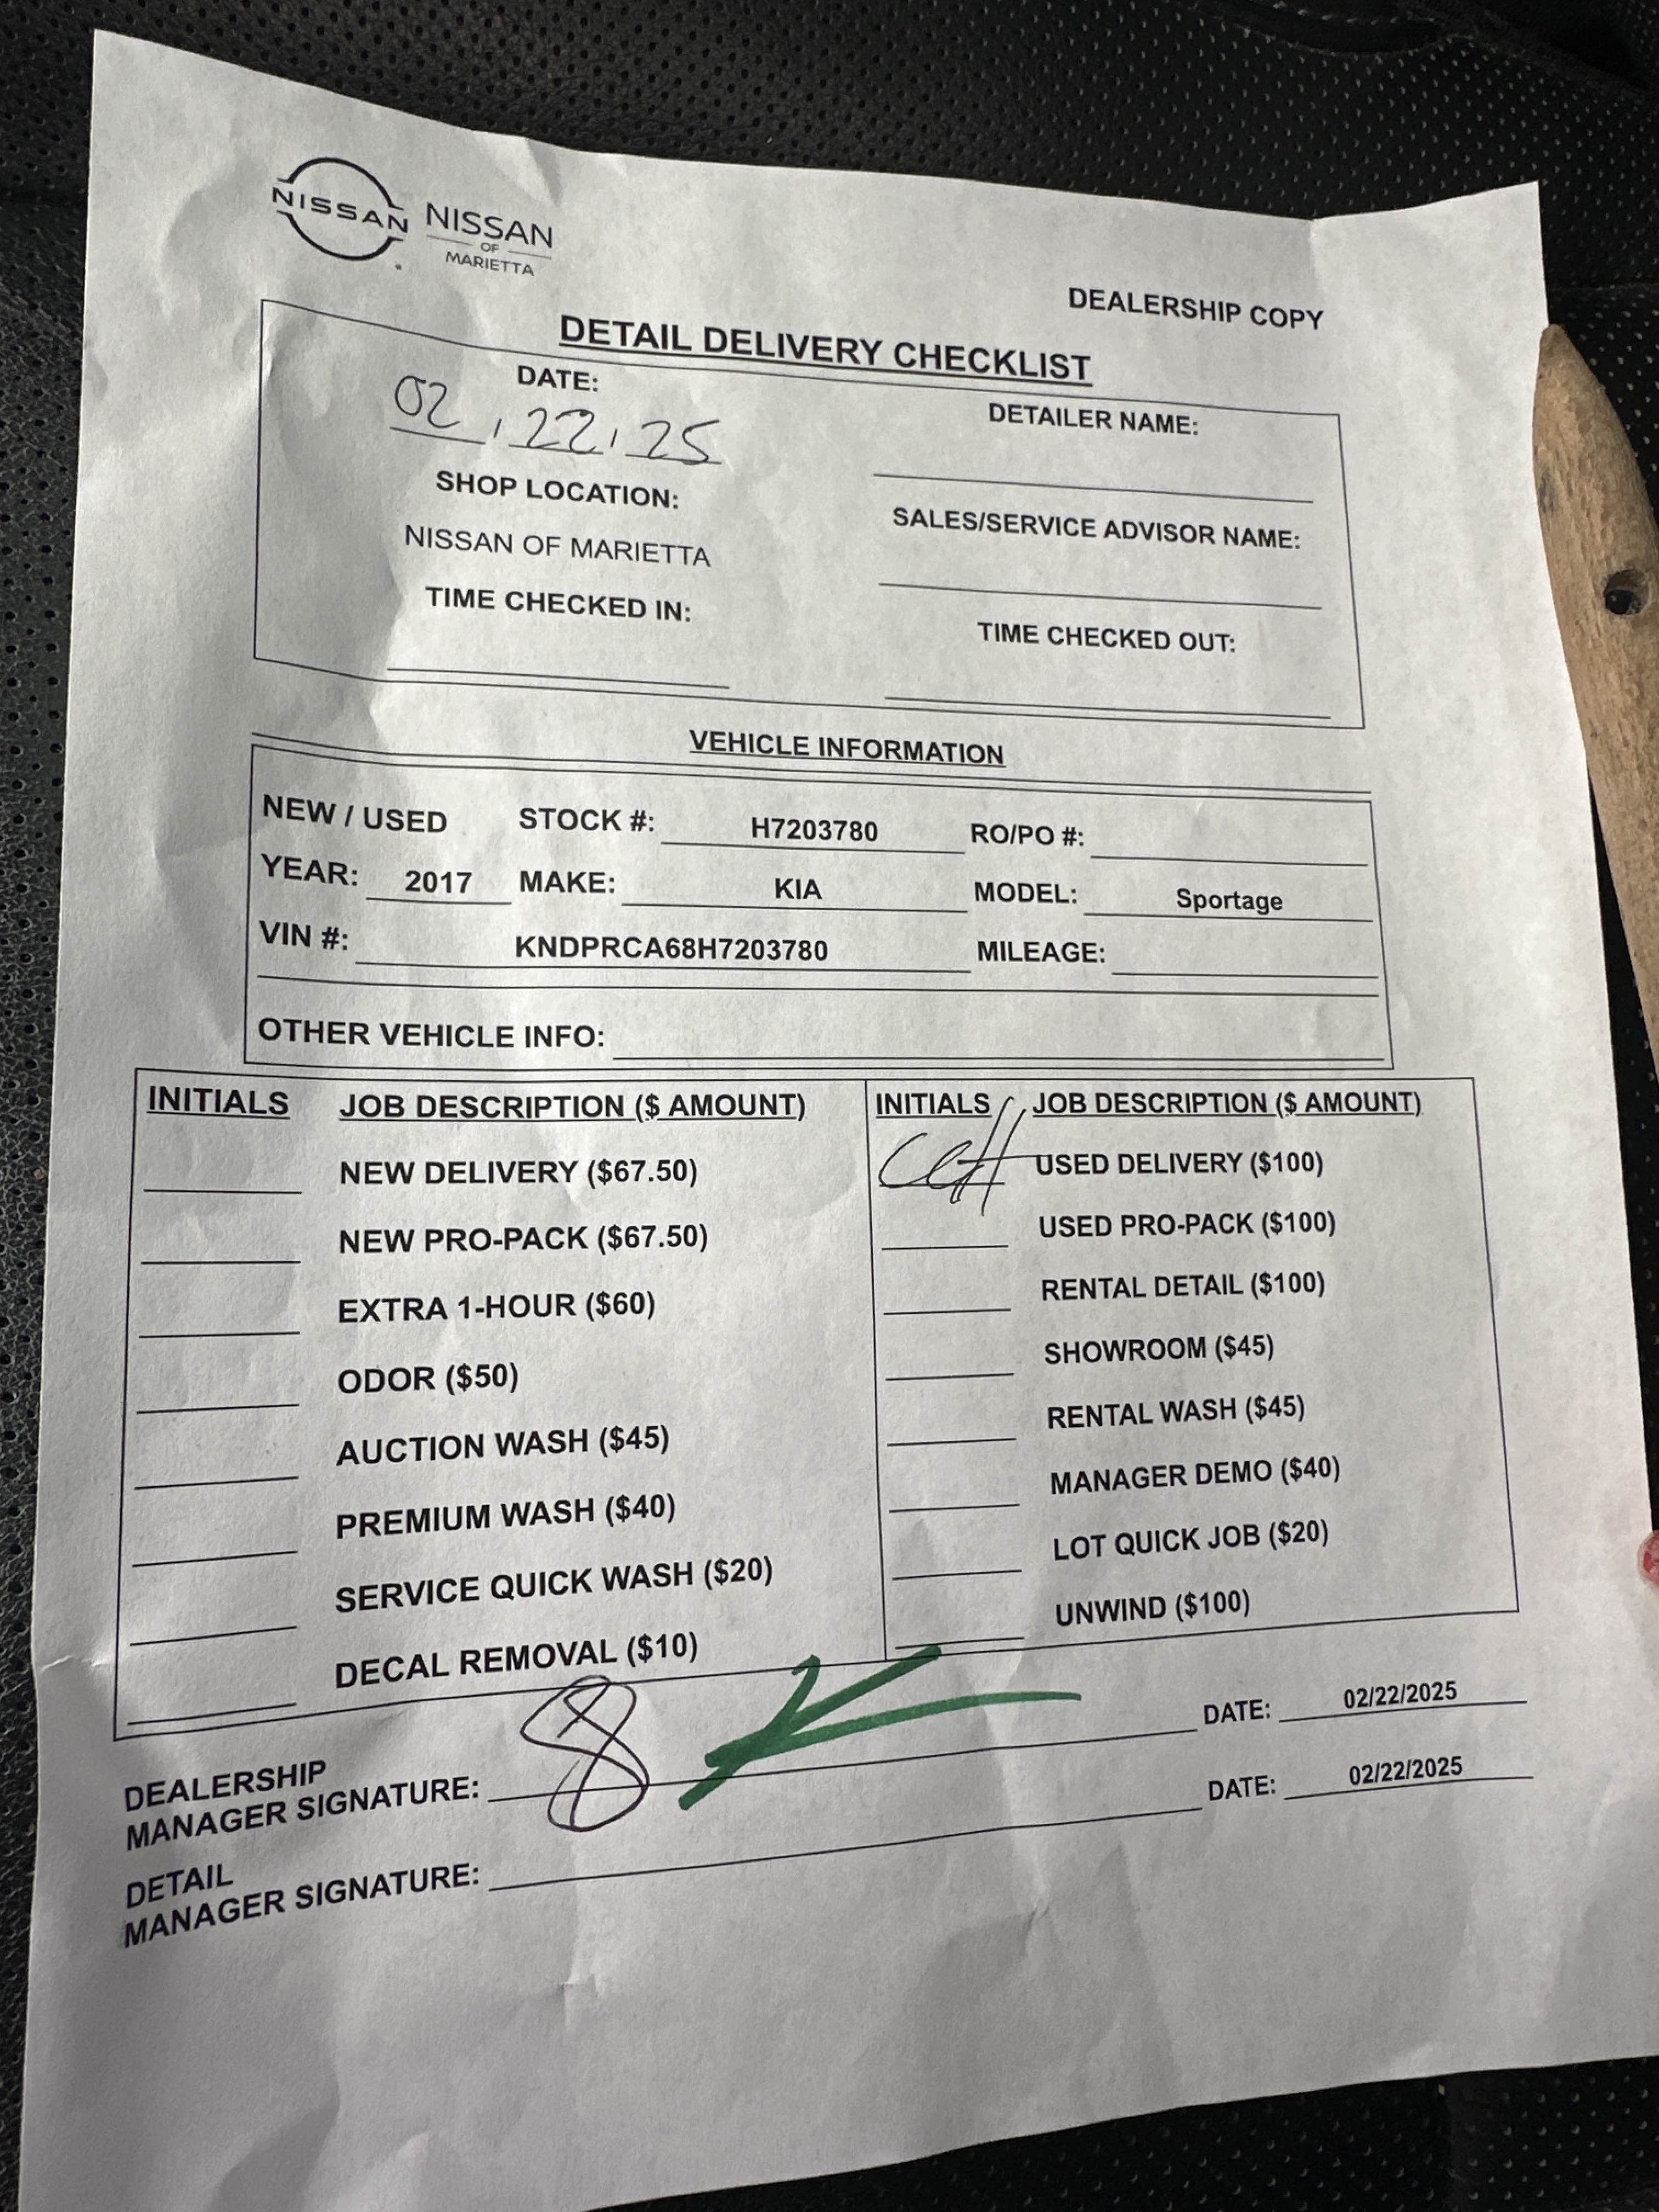 NISSAN NISSAN
OF
MARIETTA
DEALERSHIP COPY
DETAIL DELIVERY CHECKLIST
DATE:
02, 22, 25
DETAILER NAME:
SHOP LOCATION:
NISSAN OF MARIETTA
SALES/SERVICE ADVISOR NAME:
TIME CHECKED IN:
TIME CHECKED OUT:
VEHICLE INFORMATION
NEW / USED STOCK #: H7203780 RO/PO #:
YEAR: 2017 MAKE: KIA MODEL: Sportage
VIN #: KNDPRCA68H7203780 MILEAGE:
OTHER VEHICLE INFO:
INITIALS JOB DESCRIPTION ($ AMOUNT)
NEW DELIVERY ($67.50)
NEW PRO-PACK ($67.50)
EXTRA 1-HOUR ($60)
ODOR ($50)
AUCTION WASH ($45)
PREMIUM WASH ($40)
SERVICE QUICK WASH ($20)
DECAL REMOVAL ($10)
INITIALS JOB DESCRIPTION ($ AMOUNT)
USED DELIVERY ($100)
USED PRO-PACK ($100)
RENTAL DETAIL ($100)
SHOWROOM ($45)
RENTAL WASH ($45)
MANAGER DEMO ($40)
LOT QUICK JOB ($20)
UNWIND ($100)
DEALERSHIP
MANAGER SIGNATURE: DATE: 02/22/2025
DETAIL
MANAGER SIGNATURE: DATE: 02/22/2025